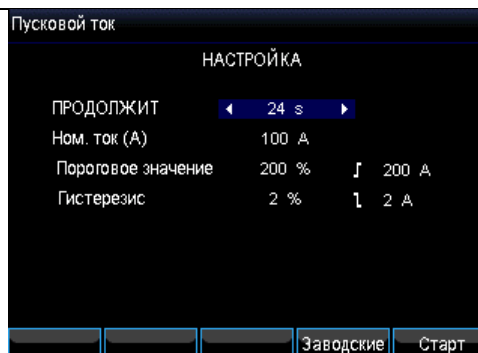 Пусковой ток
НАСТРОЙКА
ПРОДОЛЖИТ 24 s
Ном. ток (А) 100 A
Пороговое значение 200 % 200 A
Гистерезис 2 % 2 A
Заводские Старт